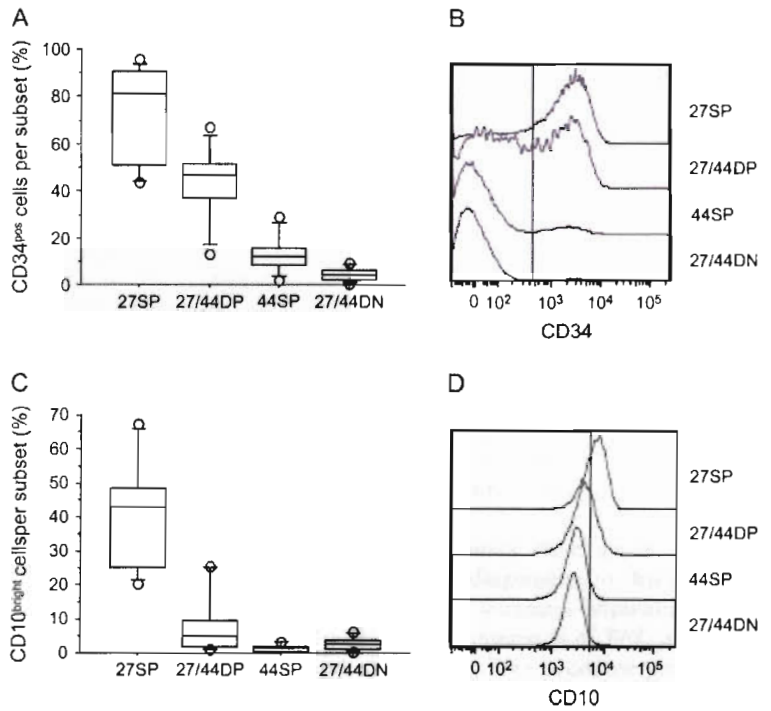 A
CD34pos cells per subset (%)
100
80
60
40
20
0
27SP 27/44DP 44SP 27/44DN
B
27SP
27/44DP
44SP
27/44DN
0 10² 10³ 10⁴ 10⁵
CD34
C
CD10bright cellsper subset (%)
70
60
50
40
30
20
10
0
27SP 27/44DP 44SP 27/44DN
D
27SP
27/44DP
44SP
27/44DN
0 10² 10³ 10⁴ 10⁵
CD10